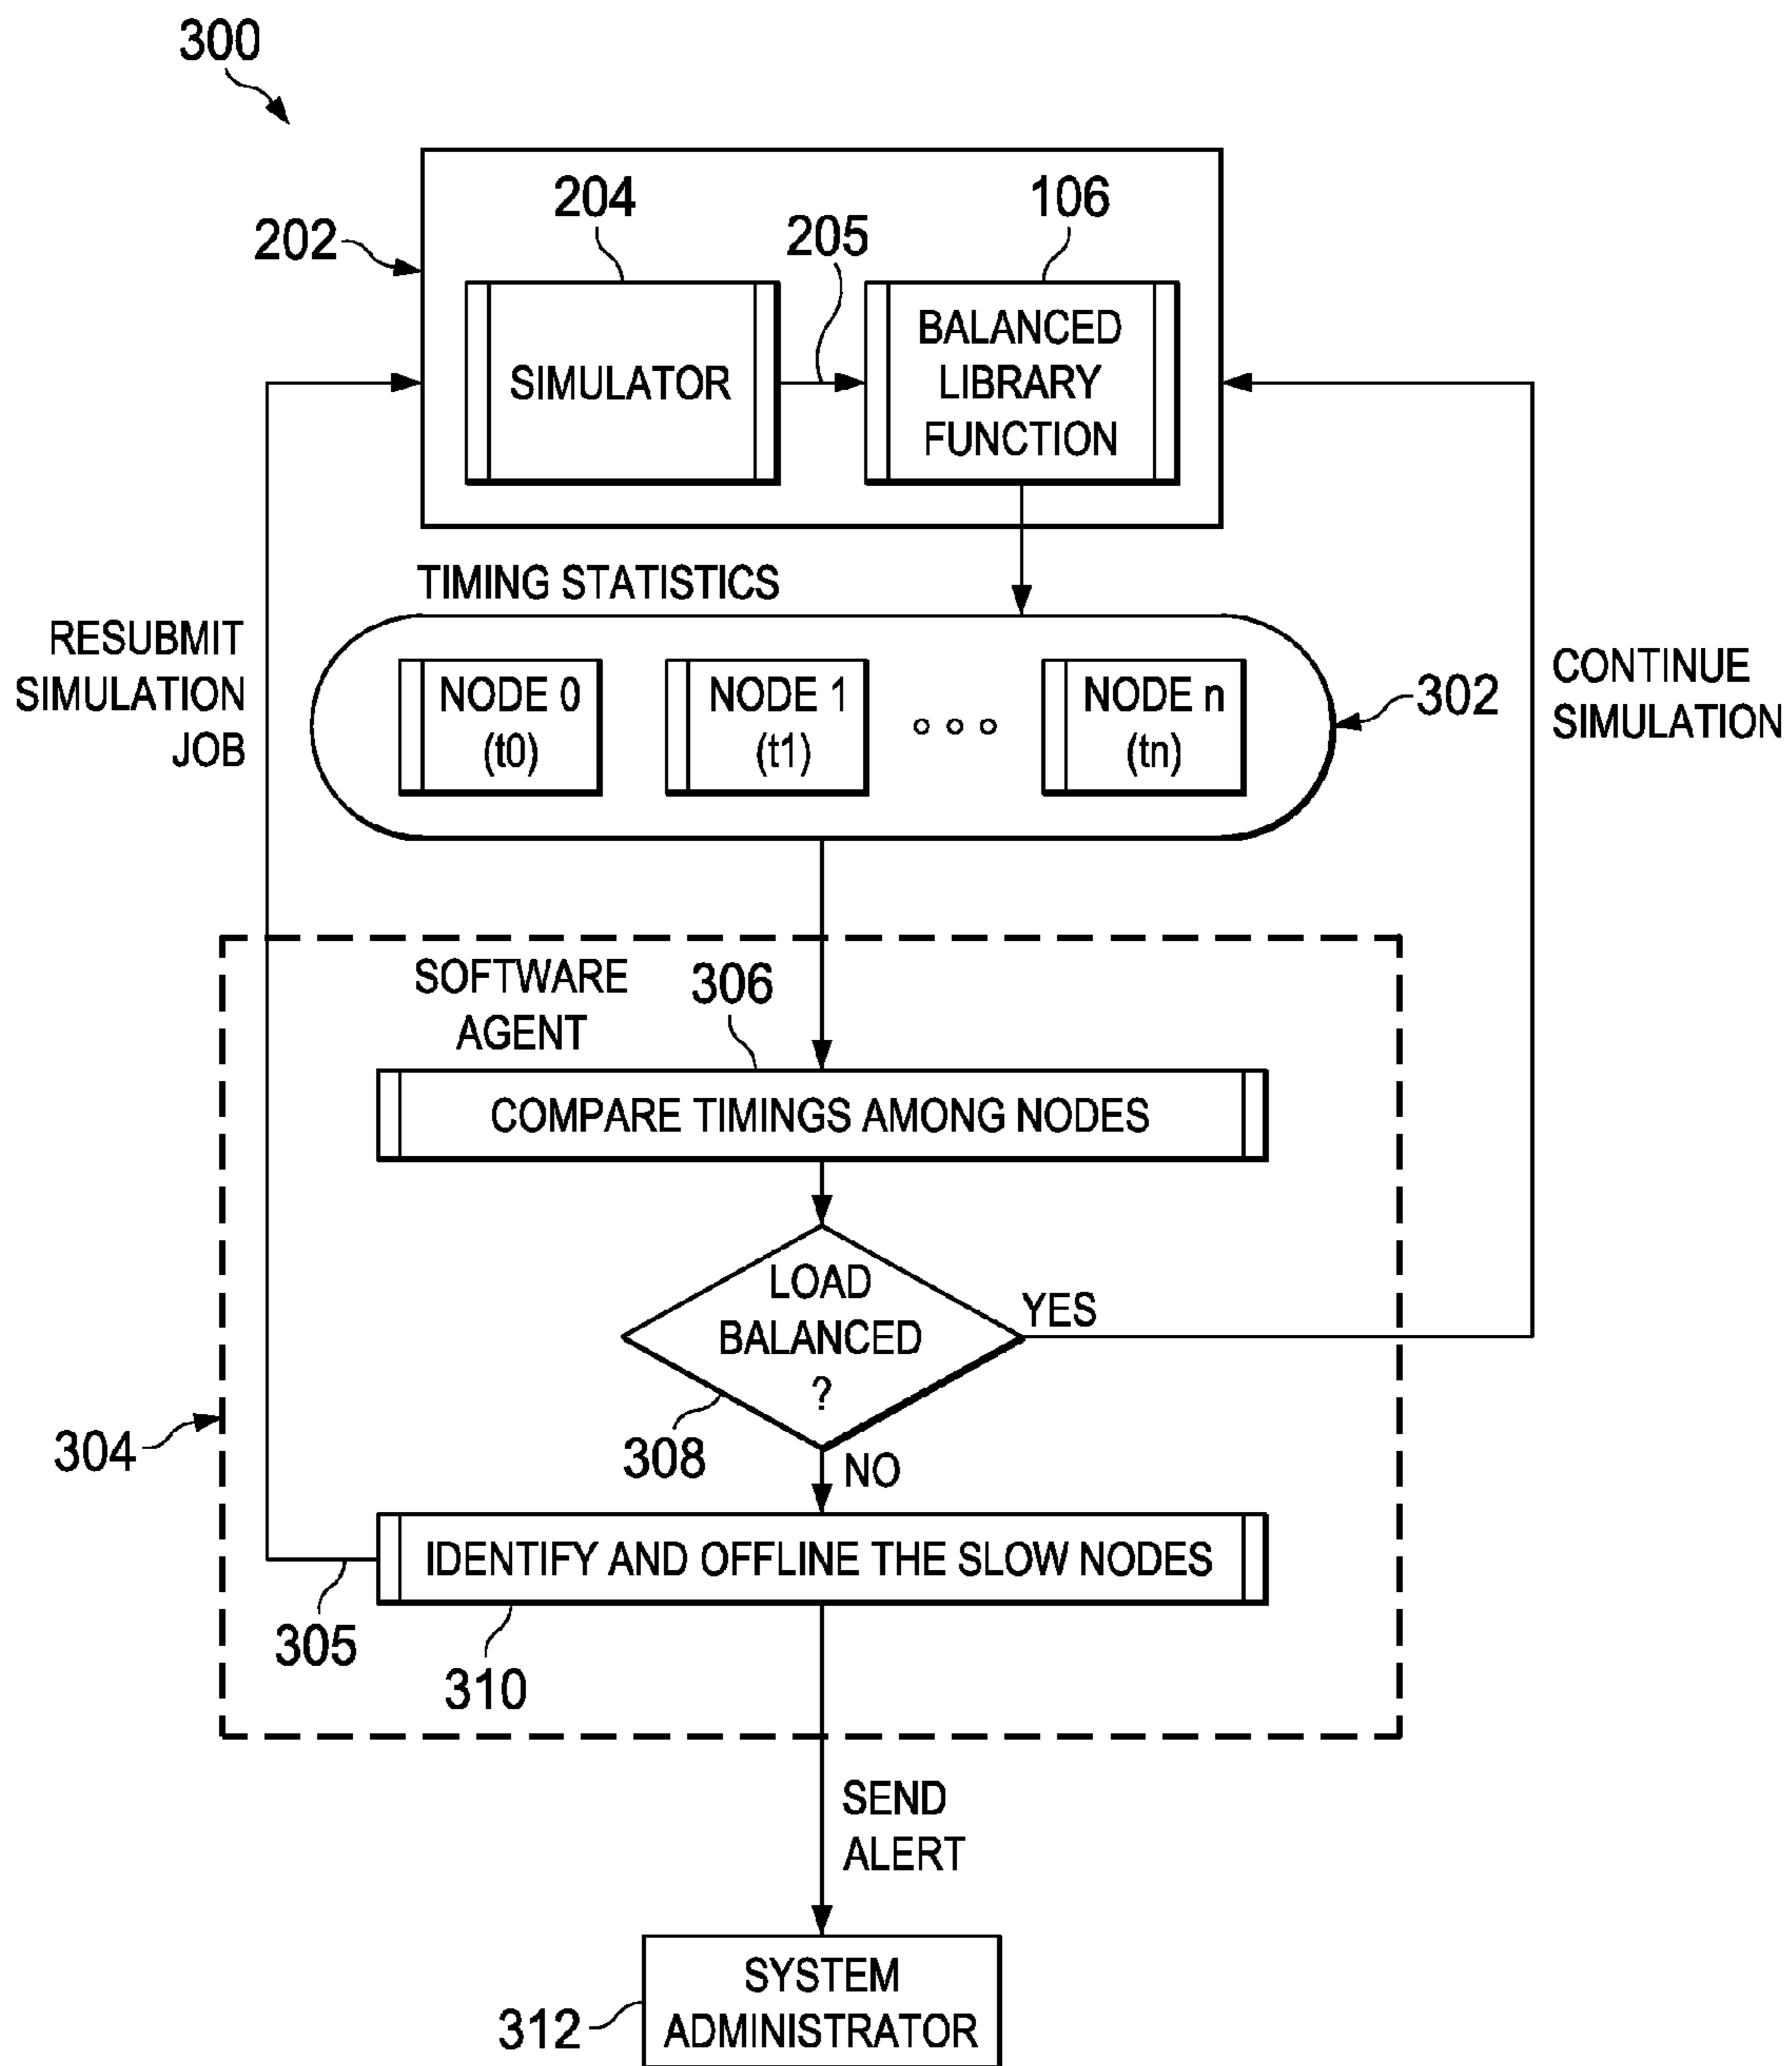 300
204
106
202
205
SIMULATOR
BALANCED
LIBRARY
FUNCTION
TIMING STATISTICS
RESUBMIT
SIMULATION
JOB
NODE 0
(t0)
NODE 1
(t1)
NODE n
(tn)
302
CONTINUE
SIMULATION
SOFTWARE
AGENT
306
COMPARE TIMINGS AMONG NODES
LOAD
BALANCED
?
YES
304
308
NO
IDENTIFY AND OFFLINE THE SLOW NODES
305
310
SEND
ALERT
SYSTEM
ADMINISTRATOR
312